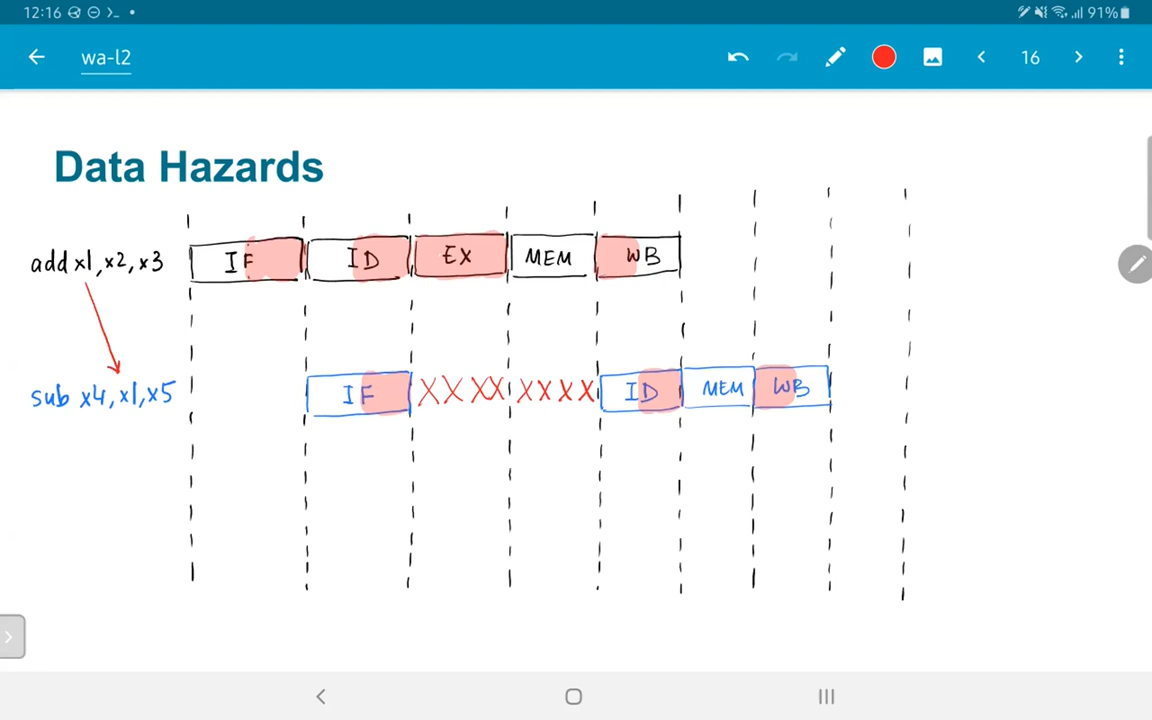 12:16 91%
wa-l2 16
Data Hazards
add x1, x2, x3 IF ID EX MEM WB
sub x4, x1, x5 IF XXXX XXXX ID MEM WB